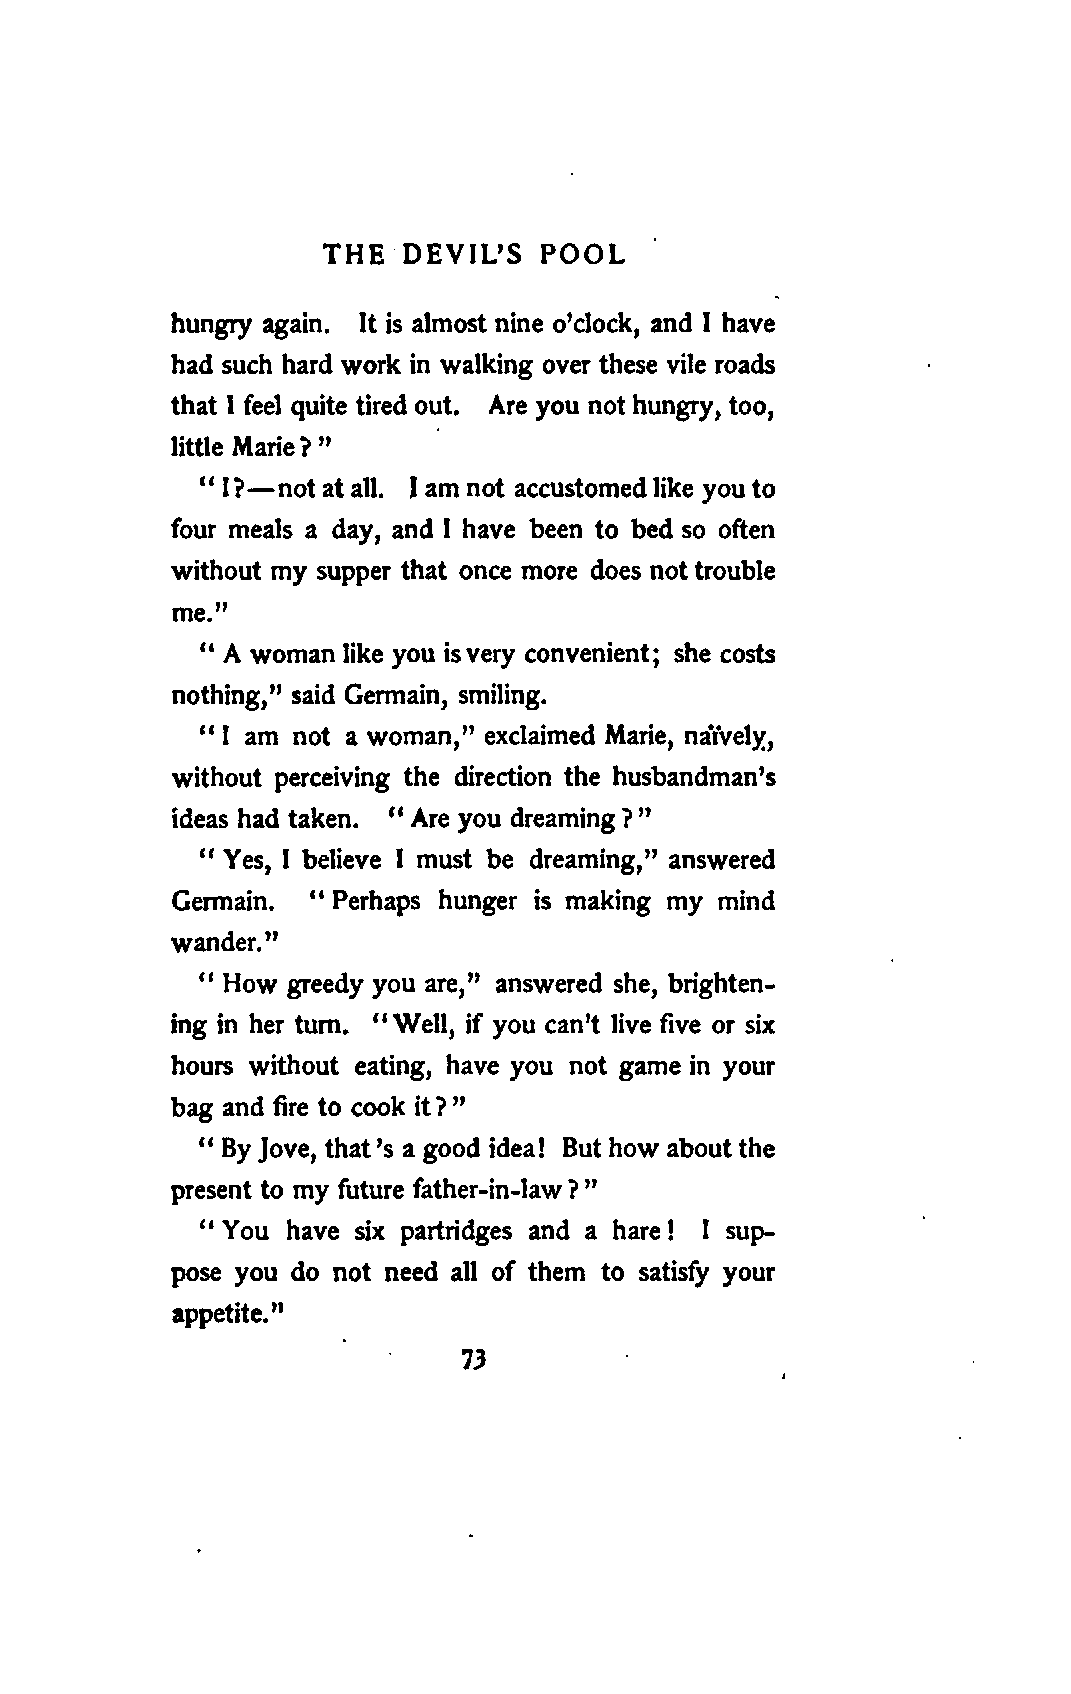 THE DEVIL'S POOL
hungry again. It is almost nine o'clock, and I have
had such hard work in walking over these vile roads
that I feel quite tired out. Are you not hungry, too,
little Marie?"
"I?—not at all. I am not accustomed like you to
four meals a day, and I have been to bed so often
without my supper that once more does not trouble
me."
"A woman like you is very convenient; she costs
nothing," said Germain, smiling.
"I am not a woman," exclaimed Marie, naïvely,
without perceiving the direction the husbandman's
ideas had taken. "Are you dreaming?"
"Yes, I believe I must be dreaming," answered
Germain. "Perhaps hunger is making my mind
wander."
"How greedy you are," answered she, brighten-
ing in her turn. "Well, if you can't live five or six
hours without eating, have you not game in your
bag and fire to cook it?"
"By Jove, that's a good idea! But how about the
present to my future father-in-law?"
"You have six partridges and a hare! I sup-
pose you do not need all of them to satisfy your
appetite."
73